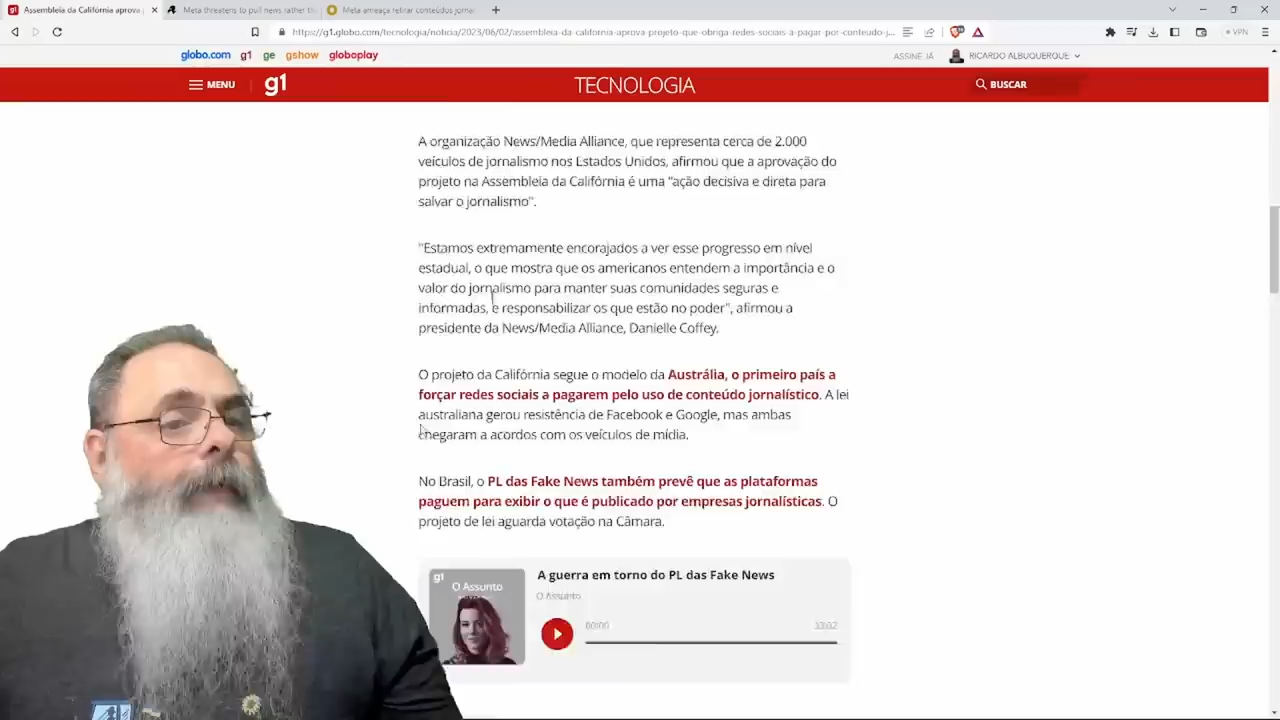 Assembleia da Califórnia aprova
Meta threatens to pull news rather th
Meta ameaça retirar conteúdos jornal
https://g1.globo.com/tecnologia/noticia/2023/06/02/assembleia-da-california-aprova-projeto-que-obriga-redes-sociais-a-pagar-por-conteudo-j...
VPN
globo.com g1 ge gshow globoplay
ASSINE JÁ
RICARDO ALBUQUERQUE
MENU g1 TECNOLOGIA BUSCAR
A organização News/Media Alliance, que representa cerca de 2.000
veículos de jornalismo nos Estados Unidos, afirmou que a aprovação do
projeto na Assembleia da Califórnia é uma "ação decisiva e direta para
salvar o jornalismo".
"Estamos extremamente encorajados a ver esse progresso em nível
estadual, o que mostra que os americanos entendem a importância e o
valor do jornalismo para manter suas comunidades seguras e
informadas, e responsabilizar os que estão no poder", afirmou a
presidente da News/Media Alliance, Danielle Coffey.
O projeto da Califórnia segue o modelo da Austrália, o primeiro país a
forçar redes sociais a pagarem pelo uso de conteúdo jornalístico. A lei
australiana gerou resistência de Facebook e Google, mas ambas
chegaram a acordos com os veículos de mídia.
No Brasil, o PL das Fake News também prevê que as plataformas
paguem para exibir o que é publicado por empresas jornalísticas. O
projeto de lei aguarda votação na Câmara.
g1
O Assunto
A guerra em torno do PL das Fake News
O Assunto
00:00
33:02